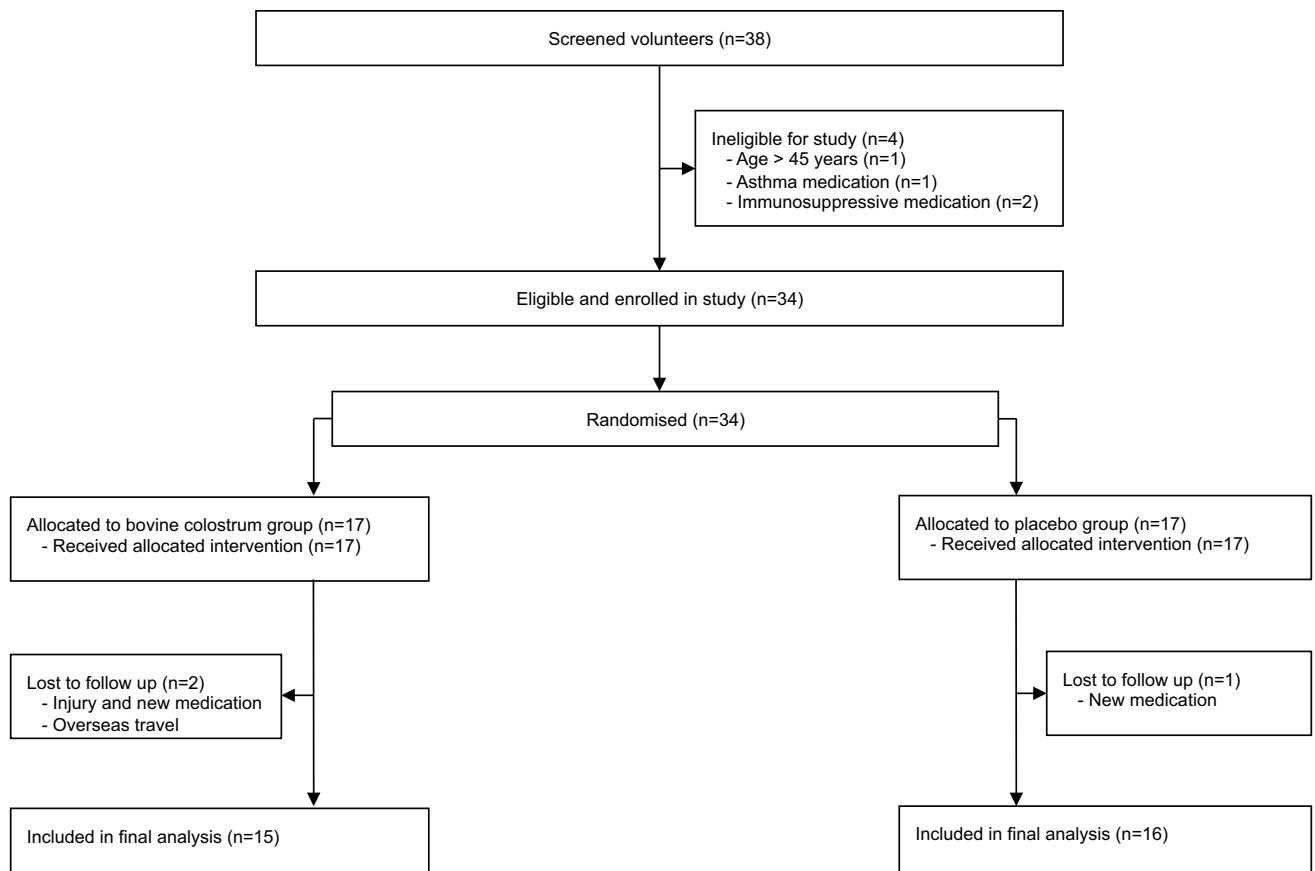 Screened volunteers (n=38)
Ineligible for study (n=4)
- Age > 45 years (n=1)
- Asthma medication (n=1)
- Immunosuppressive medication (n=2)
Eligible and enrolled in study (n=34)
Randomised (n=34)
Allocated to bovine colostrum group (n=17)
- Received allocated intervention (n=17)
Allocated to placebo group (n=17)
- Received allocated intervention (n=17)
Lost to follow up (n=2)
- Injury and new medication
- Overseas travel
Lost to follow up (n=1)
- New medication
Included in final analysis (n=15)
Included in final analysis (n=16)